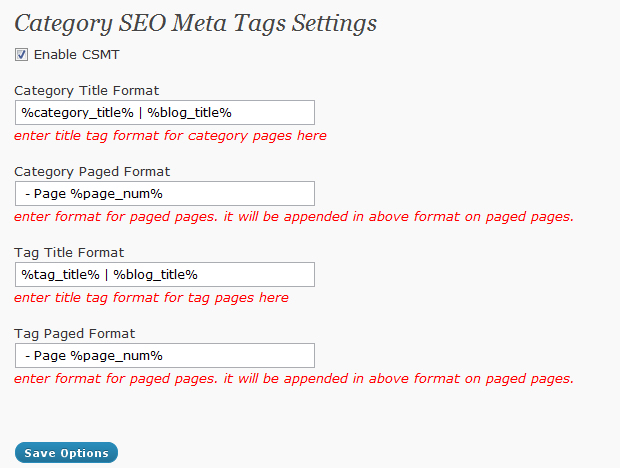 Category SEO Meta Tags Settings
Enable CSMT
Category Title Format
%category_title% | %blog_title%
enter title tag format for category pages here
Category Paged Format
- Page %page_num%
enter format for paged pages. it will be appended in above format on paged pages.
Tag Title Format
%tag_title% | %blog_title%
enter title tag format for tag pages here
Tag Paged Format
- Page %page_num%
enter format for paged pages. it will be appended in above format on paged pages.
Save Options